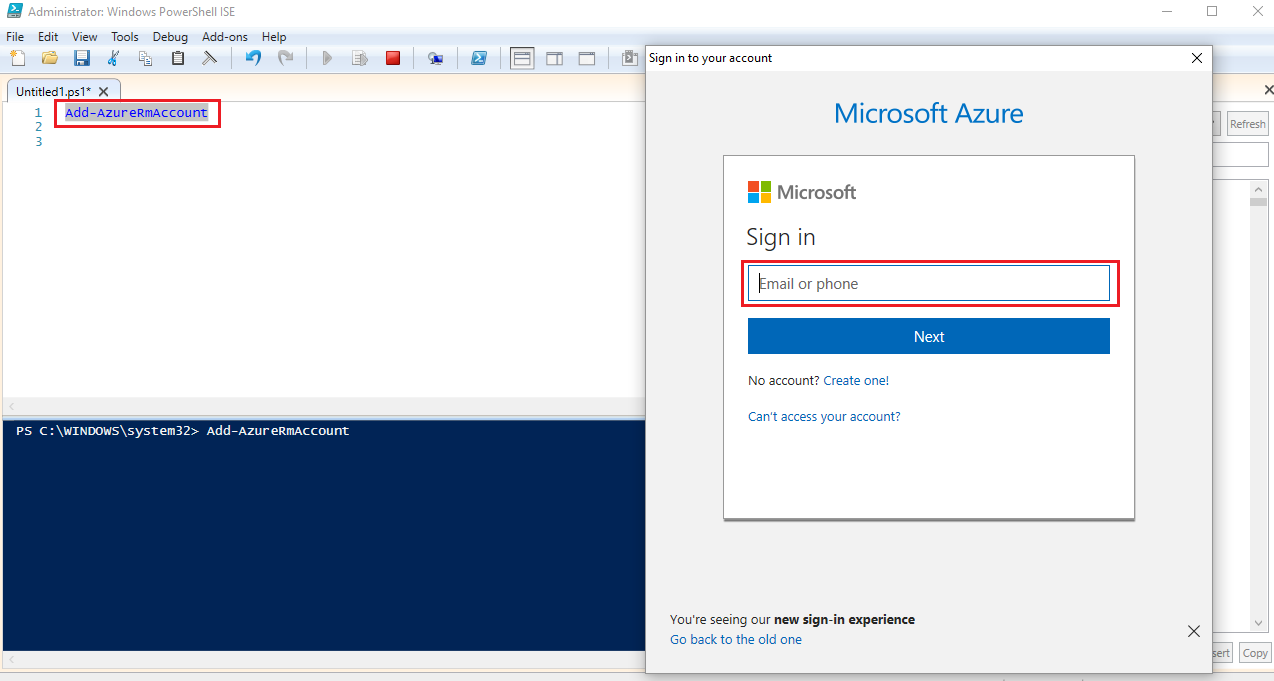 Administrator: Windows PowerShell ISE
File Edit View Tools Debug Add-ons Help
Untitled1.ps1*
1 Add-AzureRmAccount
2
3
PS C:\WINDOWS\system32> Add-AzureRmAccount
Sign in to your account
Microsoft Azure
Microsoft
Sign in
Email or phone
Next
No account? Create one!
Can't access your account?
You're seeing our new sign-in experience
Go back to the old one
Refresh
Copy